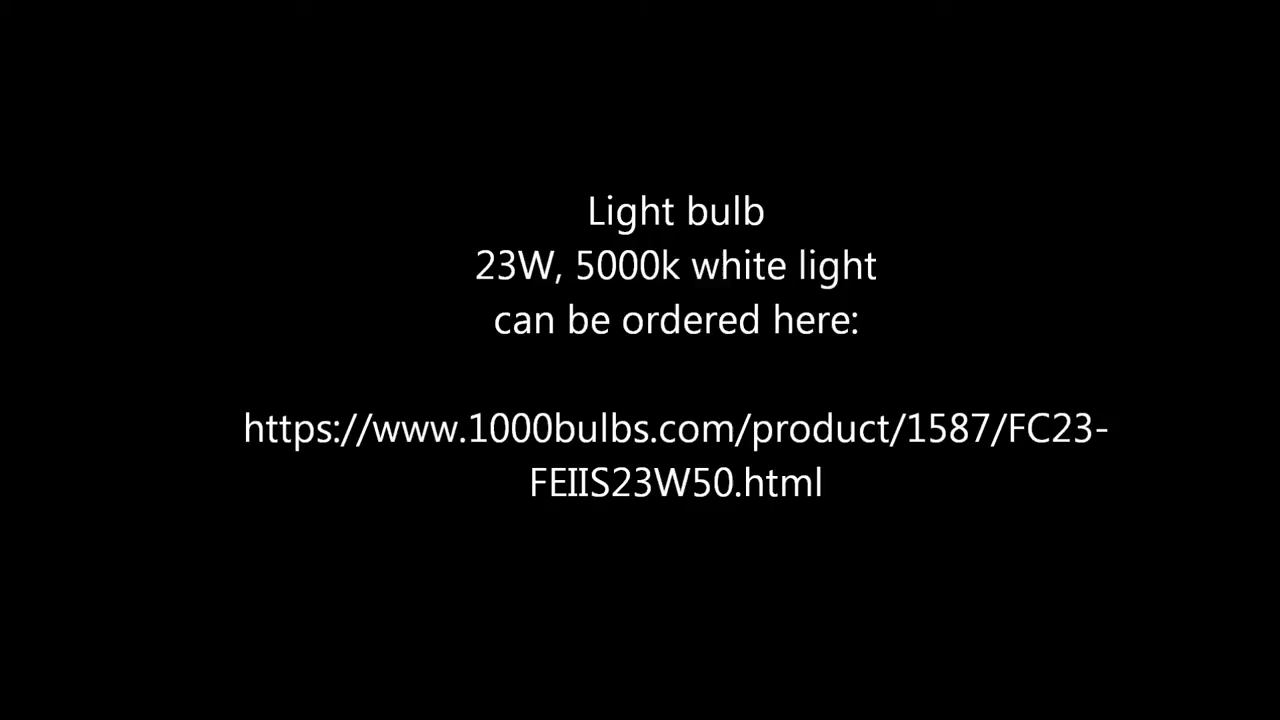 Light bulb
23W, 5000k white light
can be ordered here:
https://www.1000bulbs.com/product/1587/FC23-
FEIIS23W50.html